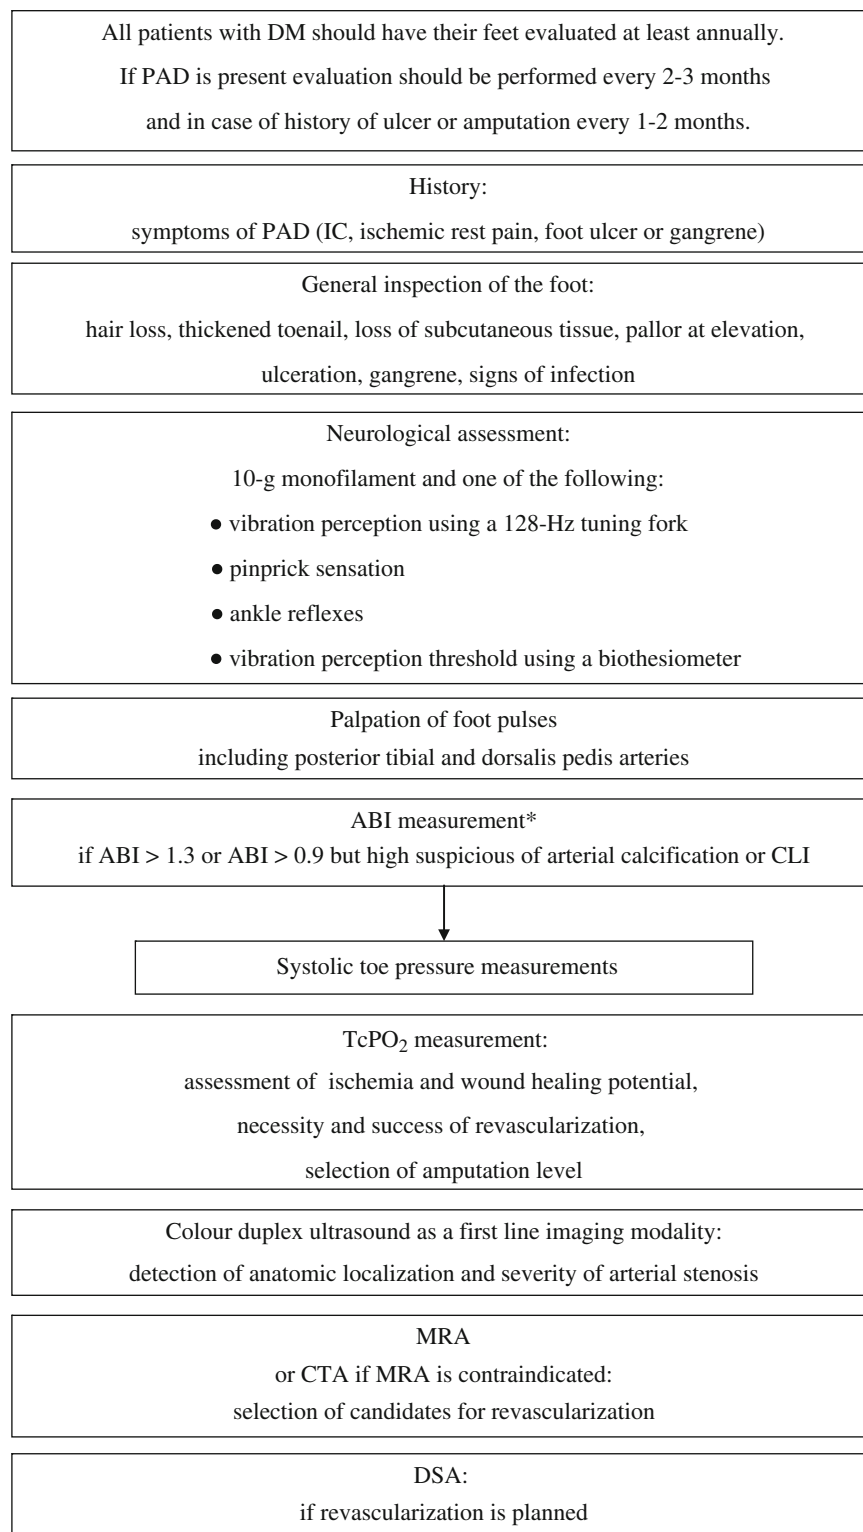 All patients with DM should have their feet evaluated at least annually.
If PAD is present evaluation should be performed every 2-3 months
and in case of history of ulcer or amputation every 1-2 months.
History:
symptoms of PAD (IC, ischemic rest pain, foot ulcer or gangrene)
General inspection of the foot:
hair loss, thickened toenail, loss of subcutaneous tissue, pallor at elevation,
ulceration, gangrene, signs of infection
Neurological assessment:
10-g monofilament and one of the following:
● vibration perception using a 128-Hz tuning fork
● pinprick sensation
● ankle reflexes
● vibration perception threshold using a biothesiometer
Palpation of foot pulses
including posterior tibial and dorsalis pedis arteries
ABI measurement*
if ABI > 1.3 or ABI > 0.9 but high suspicious of arterial calcification or CLI
Systolic toe pressure measurements
TcPO₂ measurement:
assessment of ischemia and wound healing potential,
necessity and success of revascularization,
selection of amputation level
Colour duplex ultrasound as a first line imaging modality:
detection of anatomic localization and severity of arterial stenosis
MRA
or CTA if MRA is contraindicated:
selection of candidates for revascularization
DSA:
if revascularization is planned